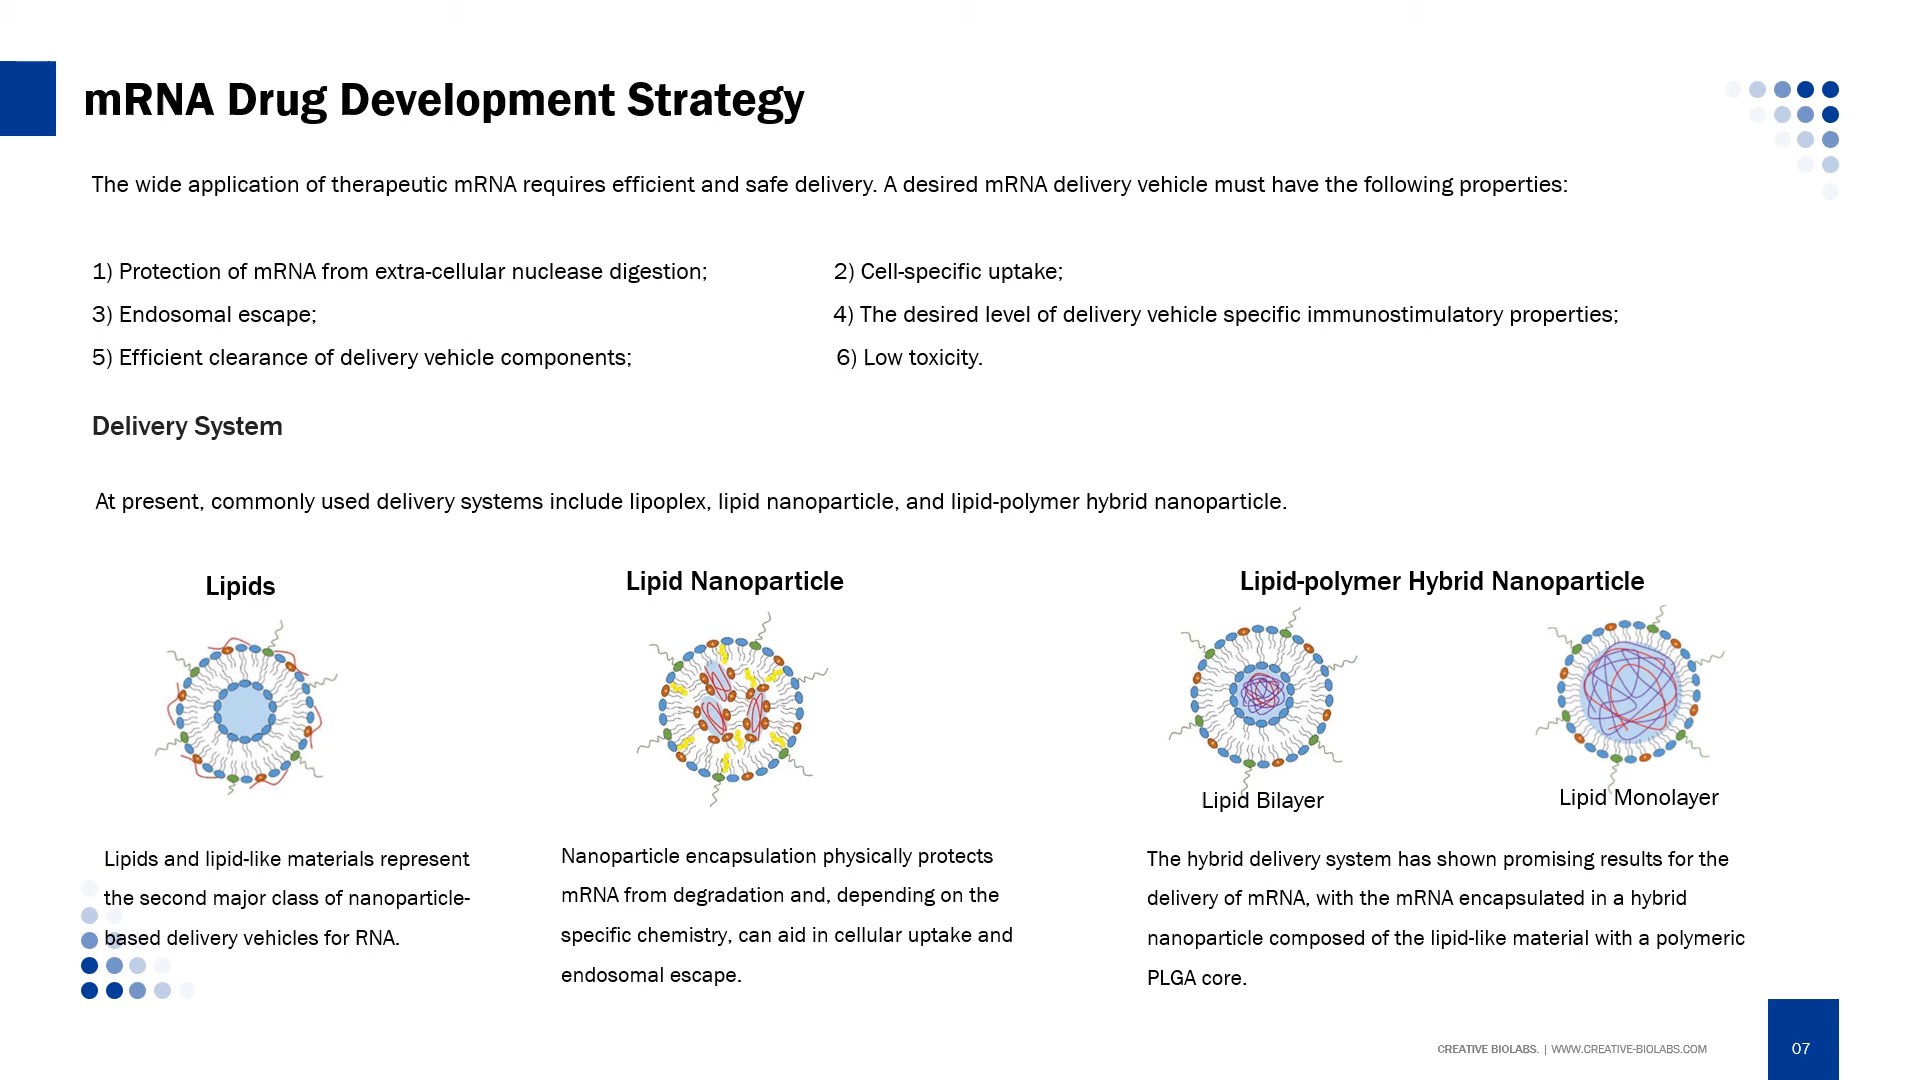 mRNA Drug Development Strategy
The wide application of therapeutic mRNA requires efficient and safe delivery. A desired mRNA delivery vehicle must have the following properties:
1) Protection of mRNA from extra-cellular nuclease digestion;
2) Cell-specific uptake;
3) Endosomal escape;
4) The desired level of delivery vehicle specific immunostimulatory properties;
5) Efficient clearance of delivery vehicle components;
6) Low toxicity.
Delivery System
At present, commonly used delivery systems include lipoplex, lipid nanoparticle, and lipid-polymer hybrid nanoparticle.
Lipids
Lipids and lipid-like materials represent
the second major class of nanoparticle-
based delivery vehicles for RNA.
Lipid Nanoparticle
Nanoparticle encapsulation physically protects
mRNA from degradation and, depending on the
specific chemistry, can aid in cellular uptake and
endosomal escape.
Lipid-polymer Hybrid Nanoparticle
Lipid Bilayer
Lipid Monolayer
The hybrid delivery system has shown promising results for the
delivery of mRNA, with the mRNA encapsulated in a hybrid
nanoparticle composed of the lipid-like material with a polymeric
PLGA core.
CREATIVE BIOLABS. | WWW.CREATIVE-BIOLABS.COM
07